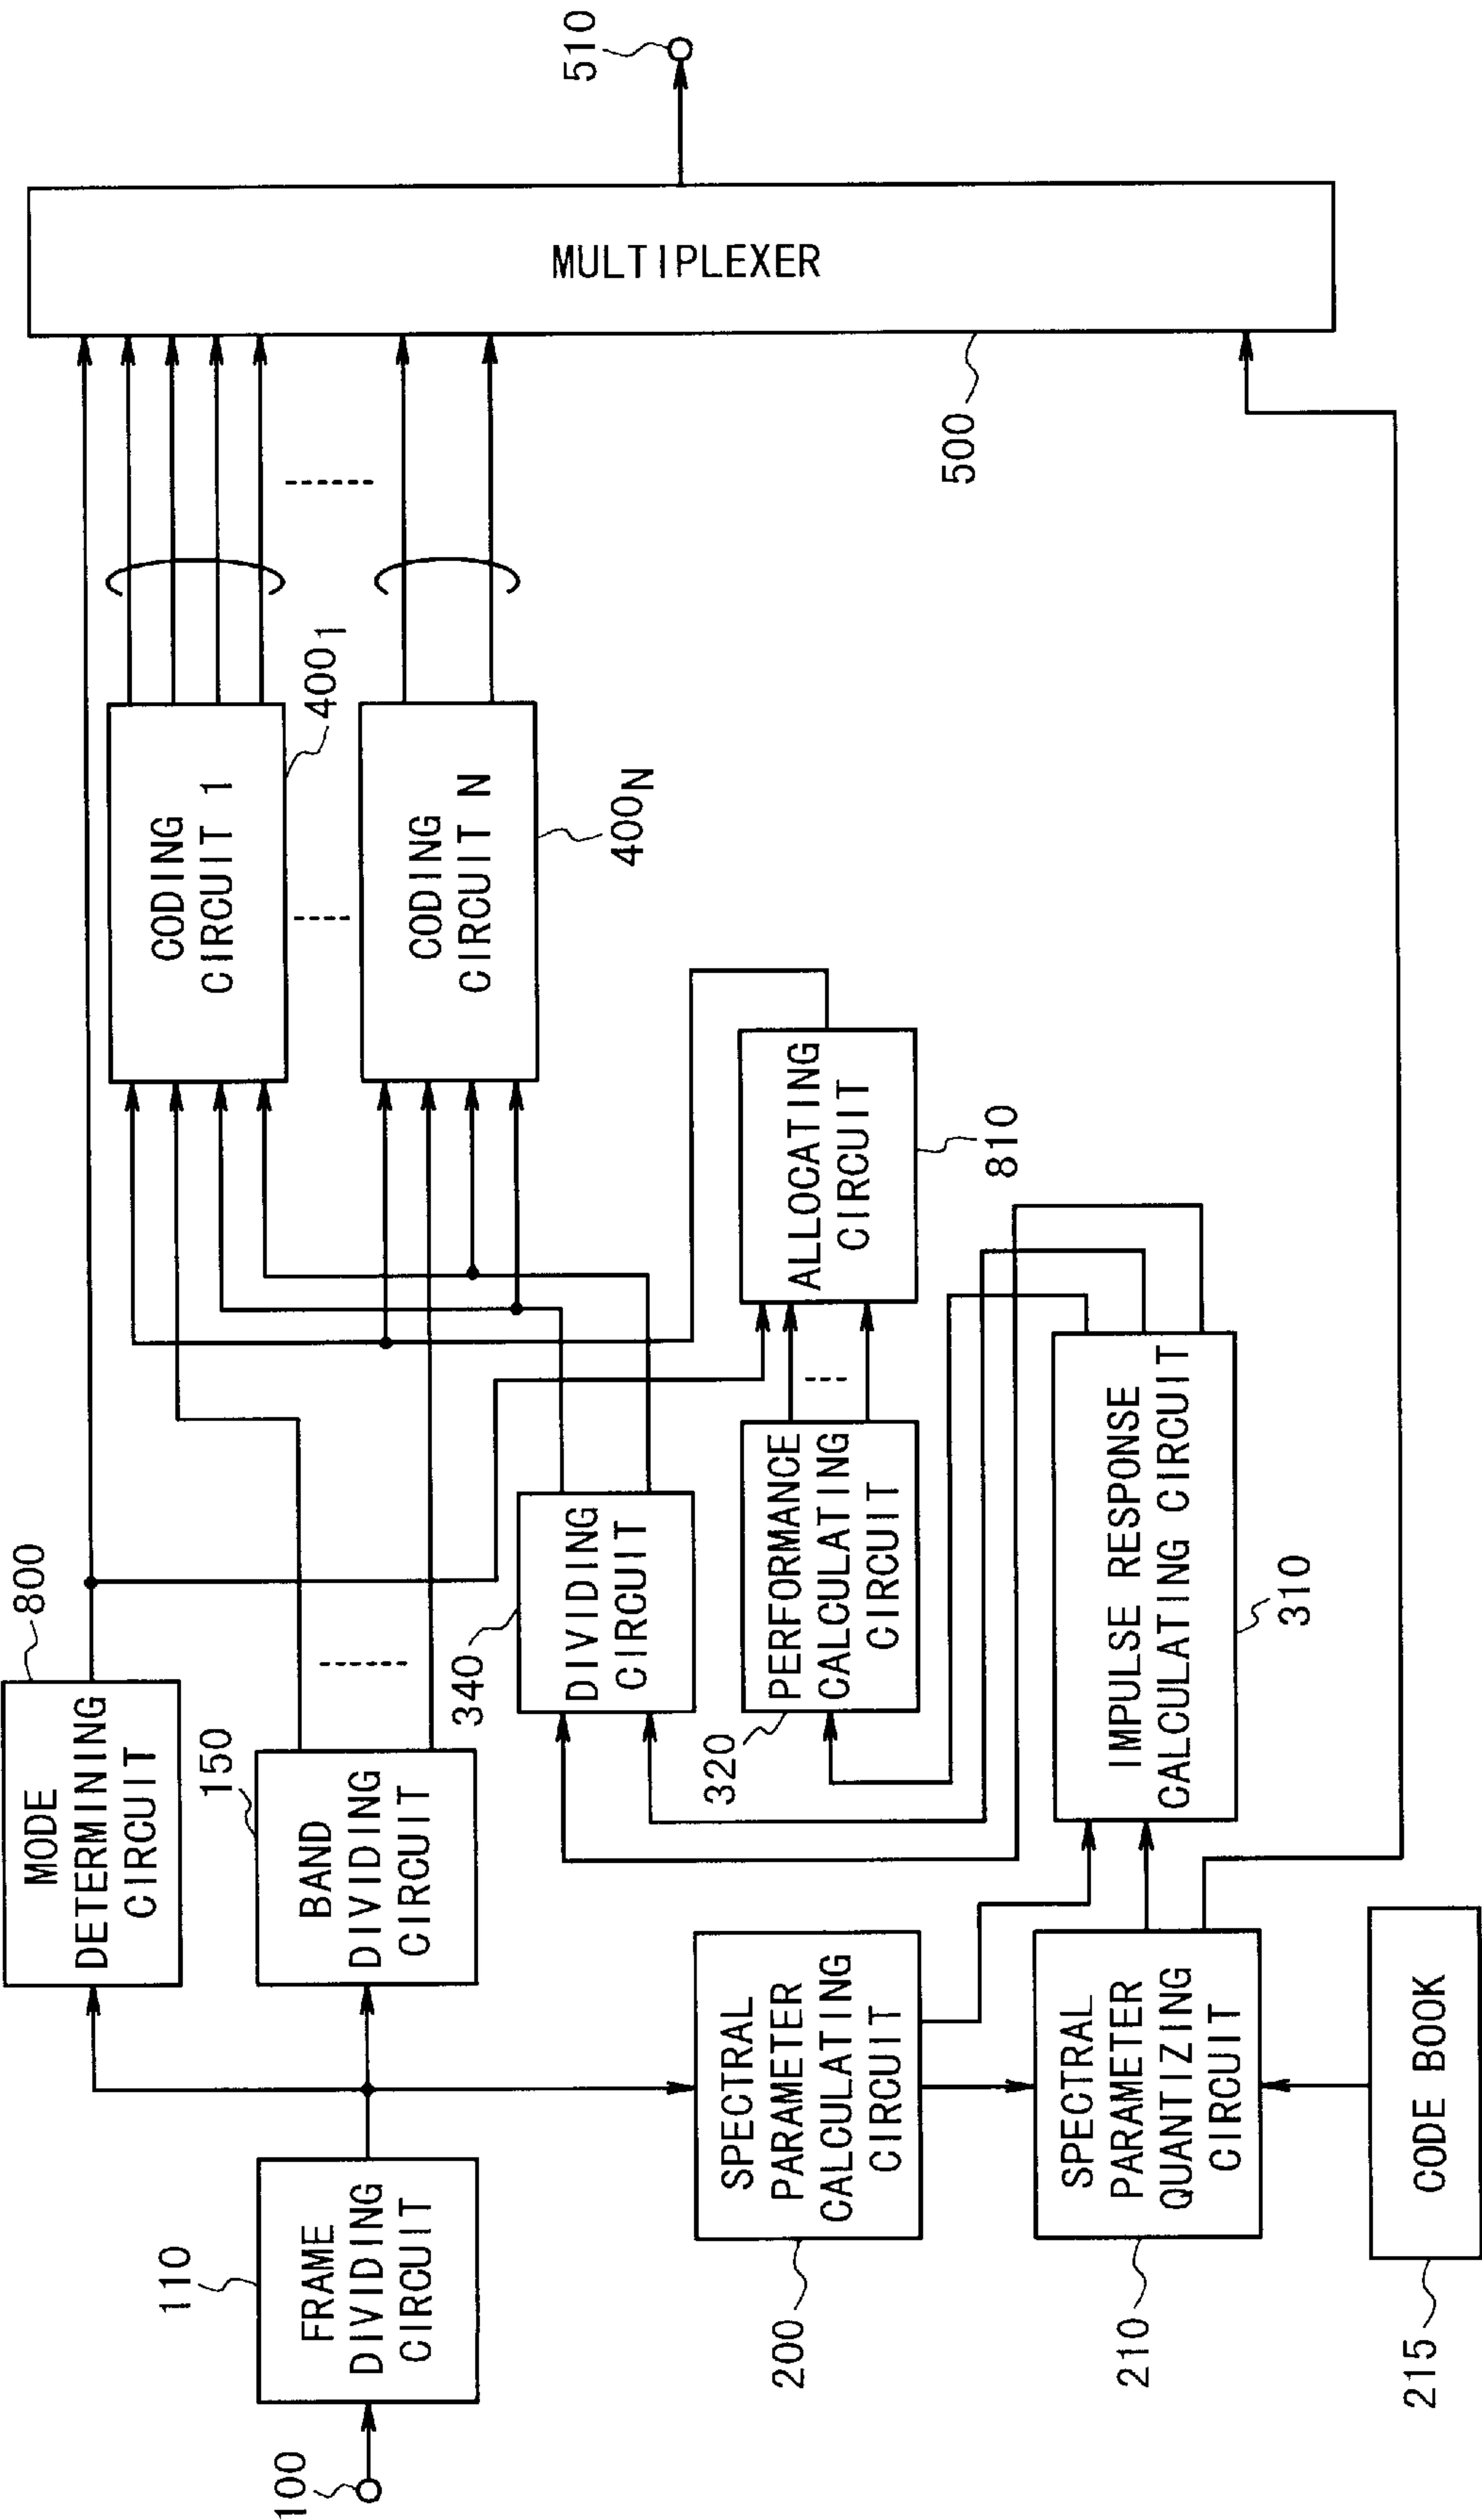 100
110
FRAME
DIVIDING
CIRCUIT
800
MODE
DETERMINING
CIRCUIT
150
BAND
DIVIDING
CIRCUIT
200
SPECTRAL
PARAMETER
CALCULATING
CIRCUIT
210
SPECTRAL
PARAMETER
QUANTIZING
CIRCUIT
215
CODE BOOK
340
DIVIDING
CIRCUIT
320
PERFORMANCE
CALCULATING
CIRCUIT
310
IMPULSE RESPONSE
CALCULATING CIRCUIT
810
ALLOCATING
CIRCUIT
CODING
CIRCUIT 1
4001
CODING
CIRCUIT N
400N
500
MULTIPLEXER
510